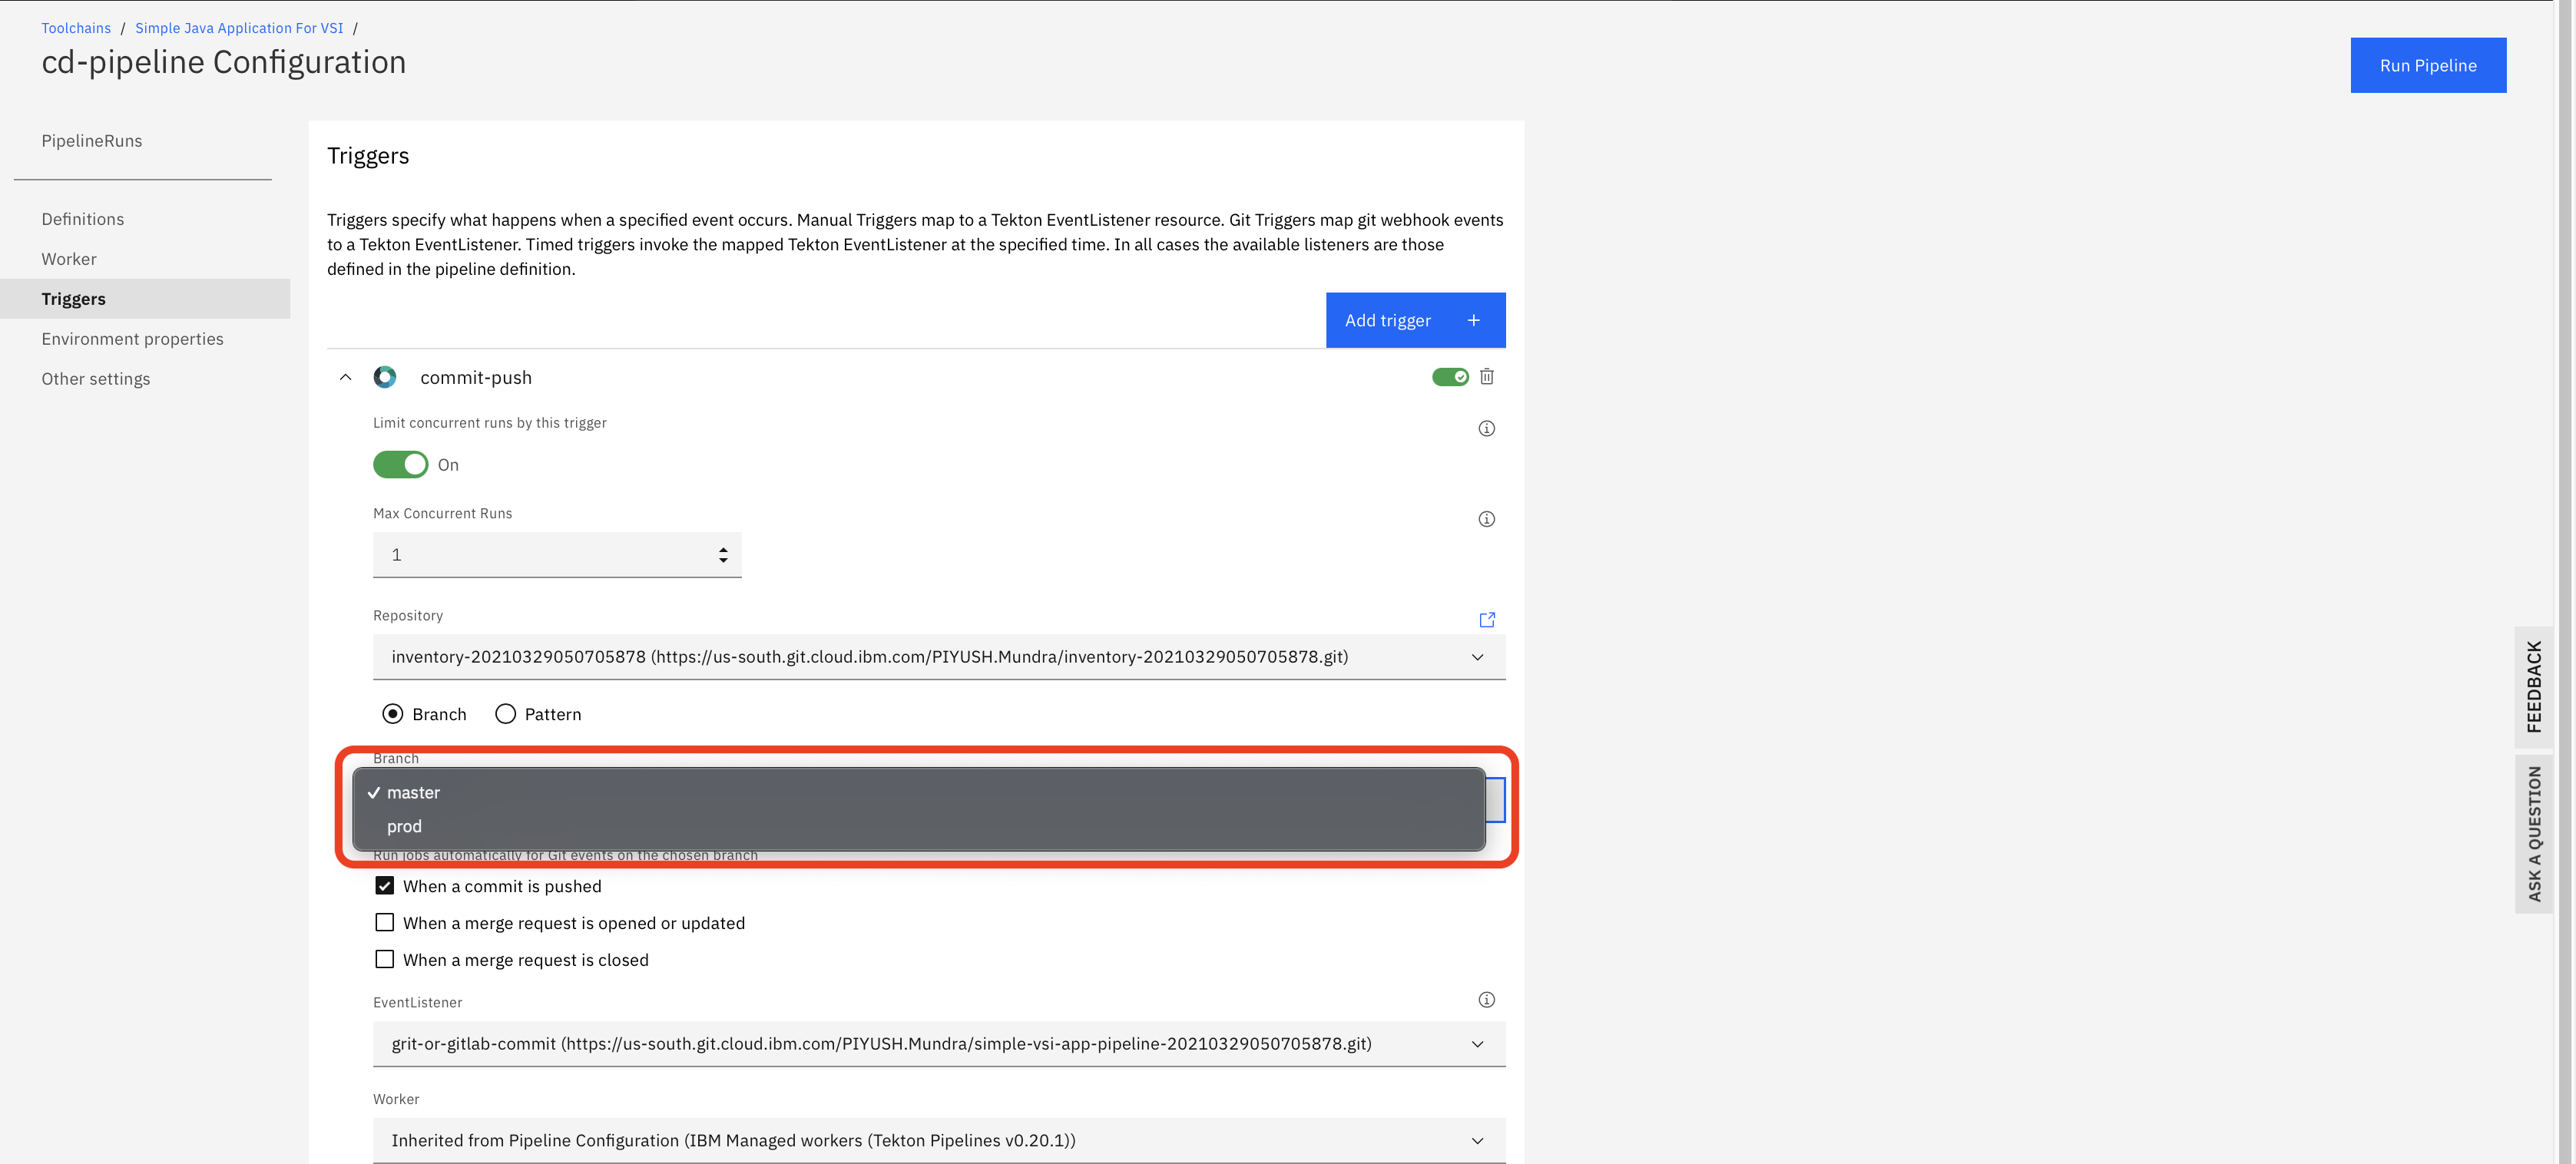 Toolchains / Simple Java Application For VSI /
cd-pipeline Configuration
Run Pipeline
PipelineRuns
Definitions
Worker
Triggers
Environment properties
Other settings
Triggers
Triggers specify what happens when a specified event occurs. Manual Triggers map to a Tekton EventListener resource. Git Triggers map git webhook events
to a Tekton EventListener. Timed triggers invoke the mapped Tekton EventListener at the specified time. In all cases the available listeners are those
defined in the pipeline definition.
Add trigger +
commit-push
Limit concurrent runs by this trigger
On
Max Concurrent Runs
1
Repository
inventory-20210329050705878 (https://us-south.git.cloud.ibm.com/PIYUSH.Mundra/inventory-20210329050705878.git)
Branch Pattern
Branch
master
prod
Run jobs automatically for Git events on the chosen branch
When a commit is pushed
When a merge request is opened or updated
When a merge request is closed
EventListener
grit-or-gitlab-commit (https://us-south.git.cloud.ibm.com/PIYUSH.Mundra/simple-vsi-app-pipeline-20210329050705878.git)
Worker
Inherited from Pipeline Configuration (IBM Managed workers (Tekton Pipelines v0.20.1))
FEEDBACK
ASK A QUESTION